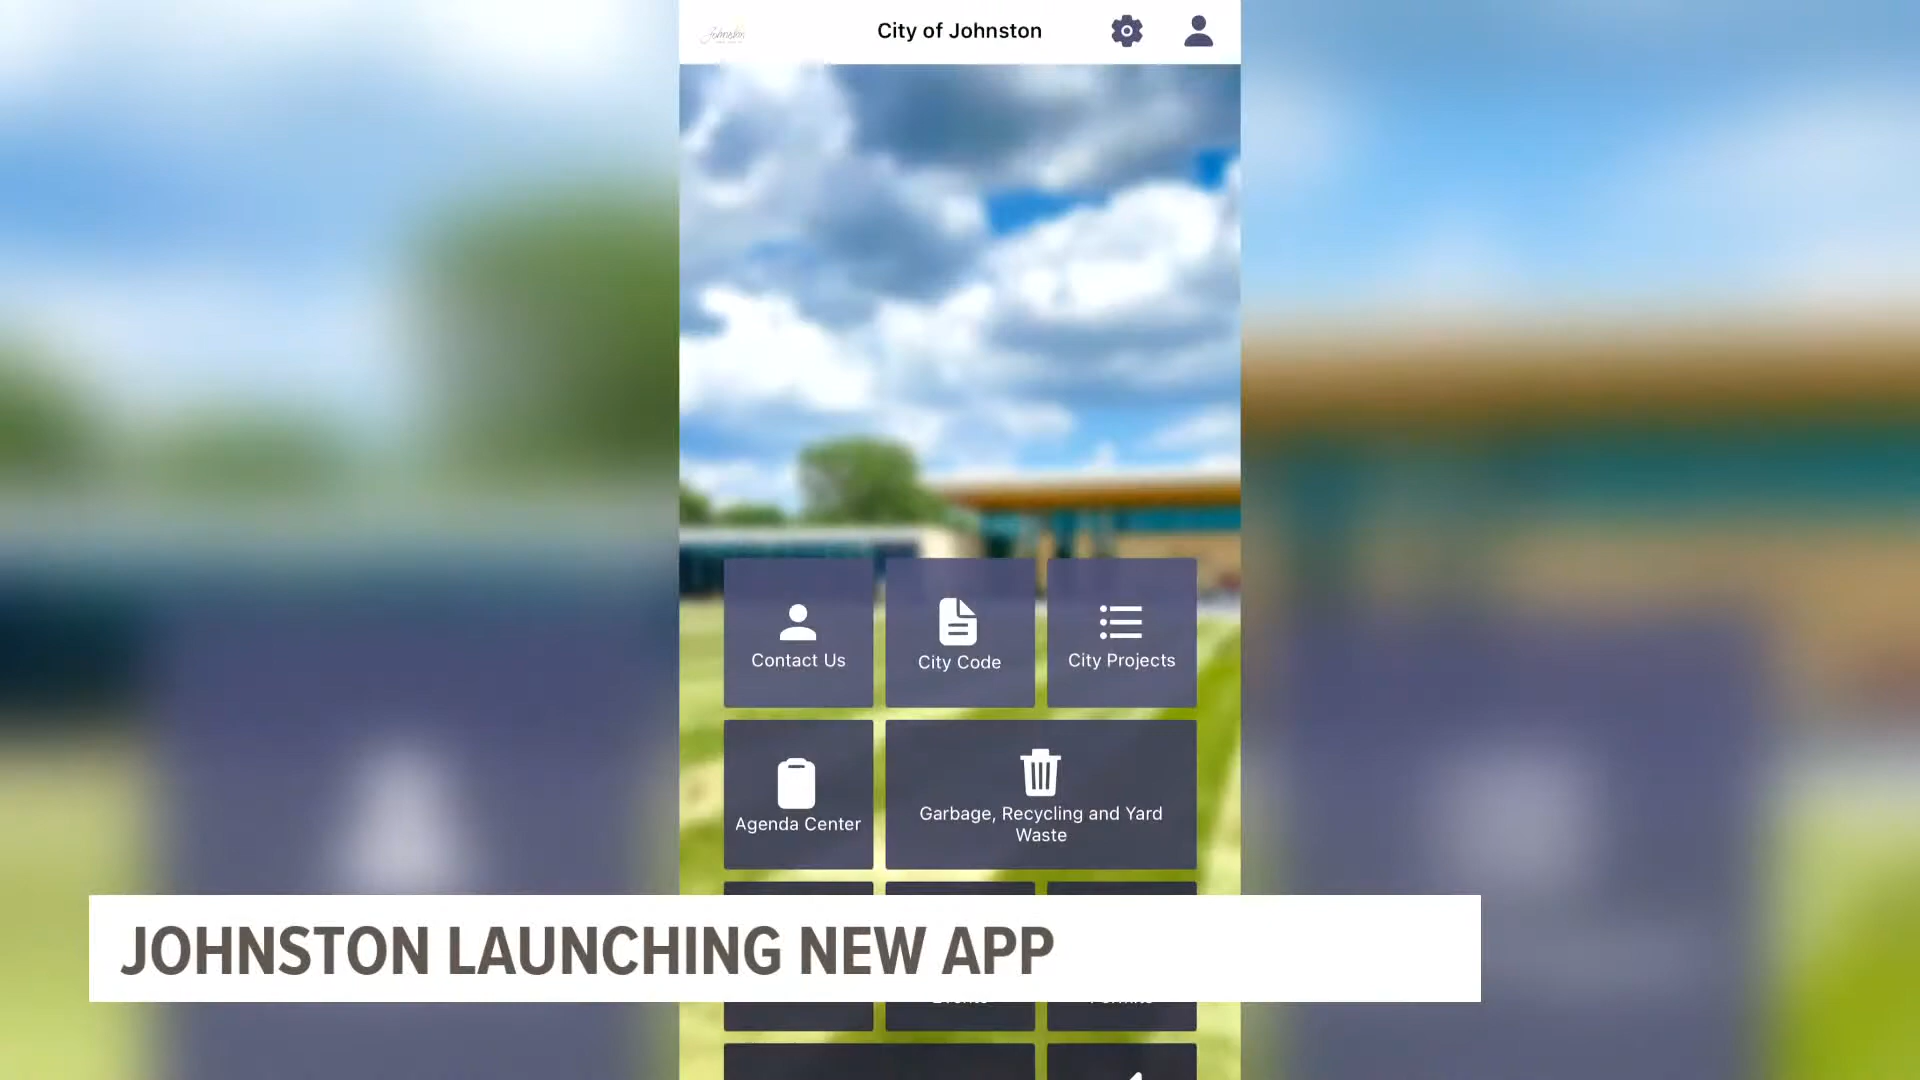 Johnston
City of Johnston
Contact Us
City Code
City Projects
Agenda Center
Garbage, Recycling and Yard
Waste
JOHNSTON LAUNCHING NEW APP